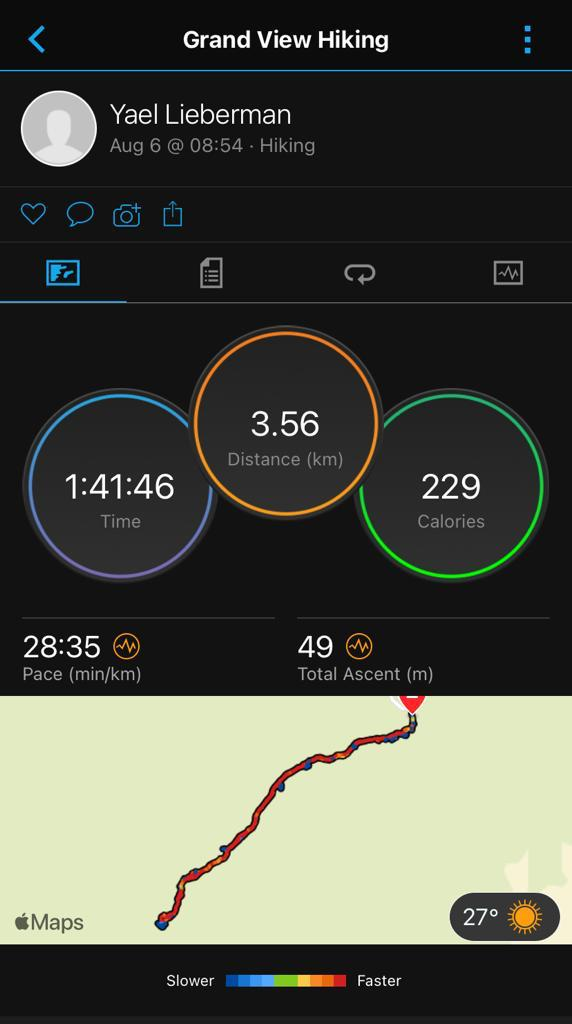 Grand View Hiking
Yael Lieberman
Aug 6 @ 08:54 · Hiking
3.56
Distance (km)
1:41:46
Time
229
Calories
28:35
Pace (min/km)
49
Total Ascent (m)
Maps
27°
Slower
Faster